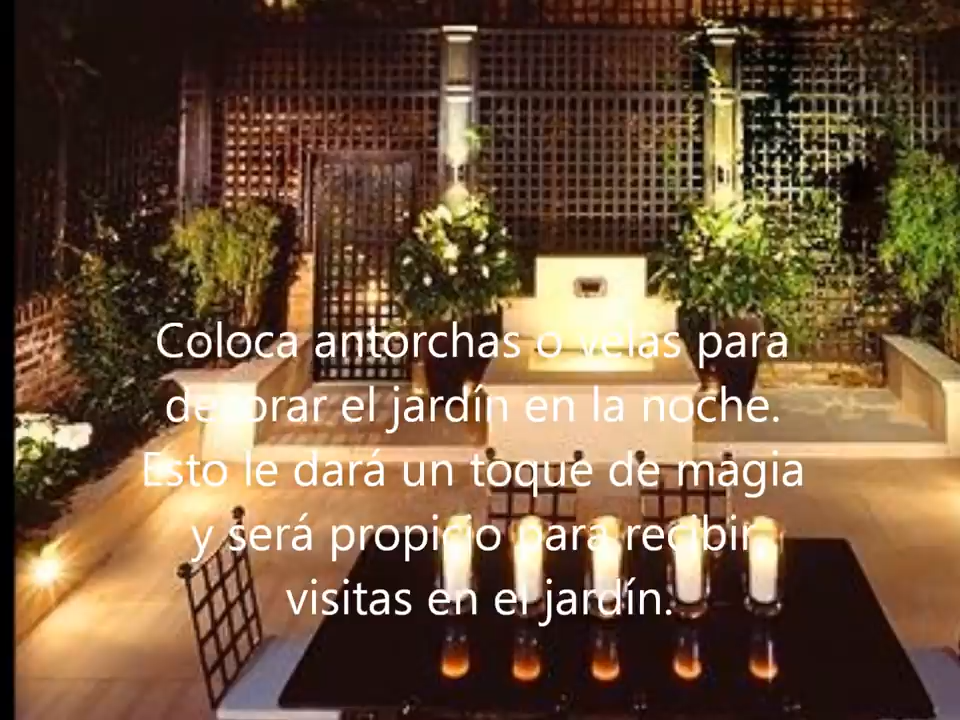 Coloca antorchas o velas para
decorar el jardín en la noche.
Esto le dará un toque de magia
y será propicio para recibir
visitas en el jardín.